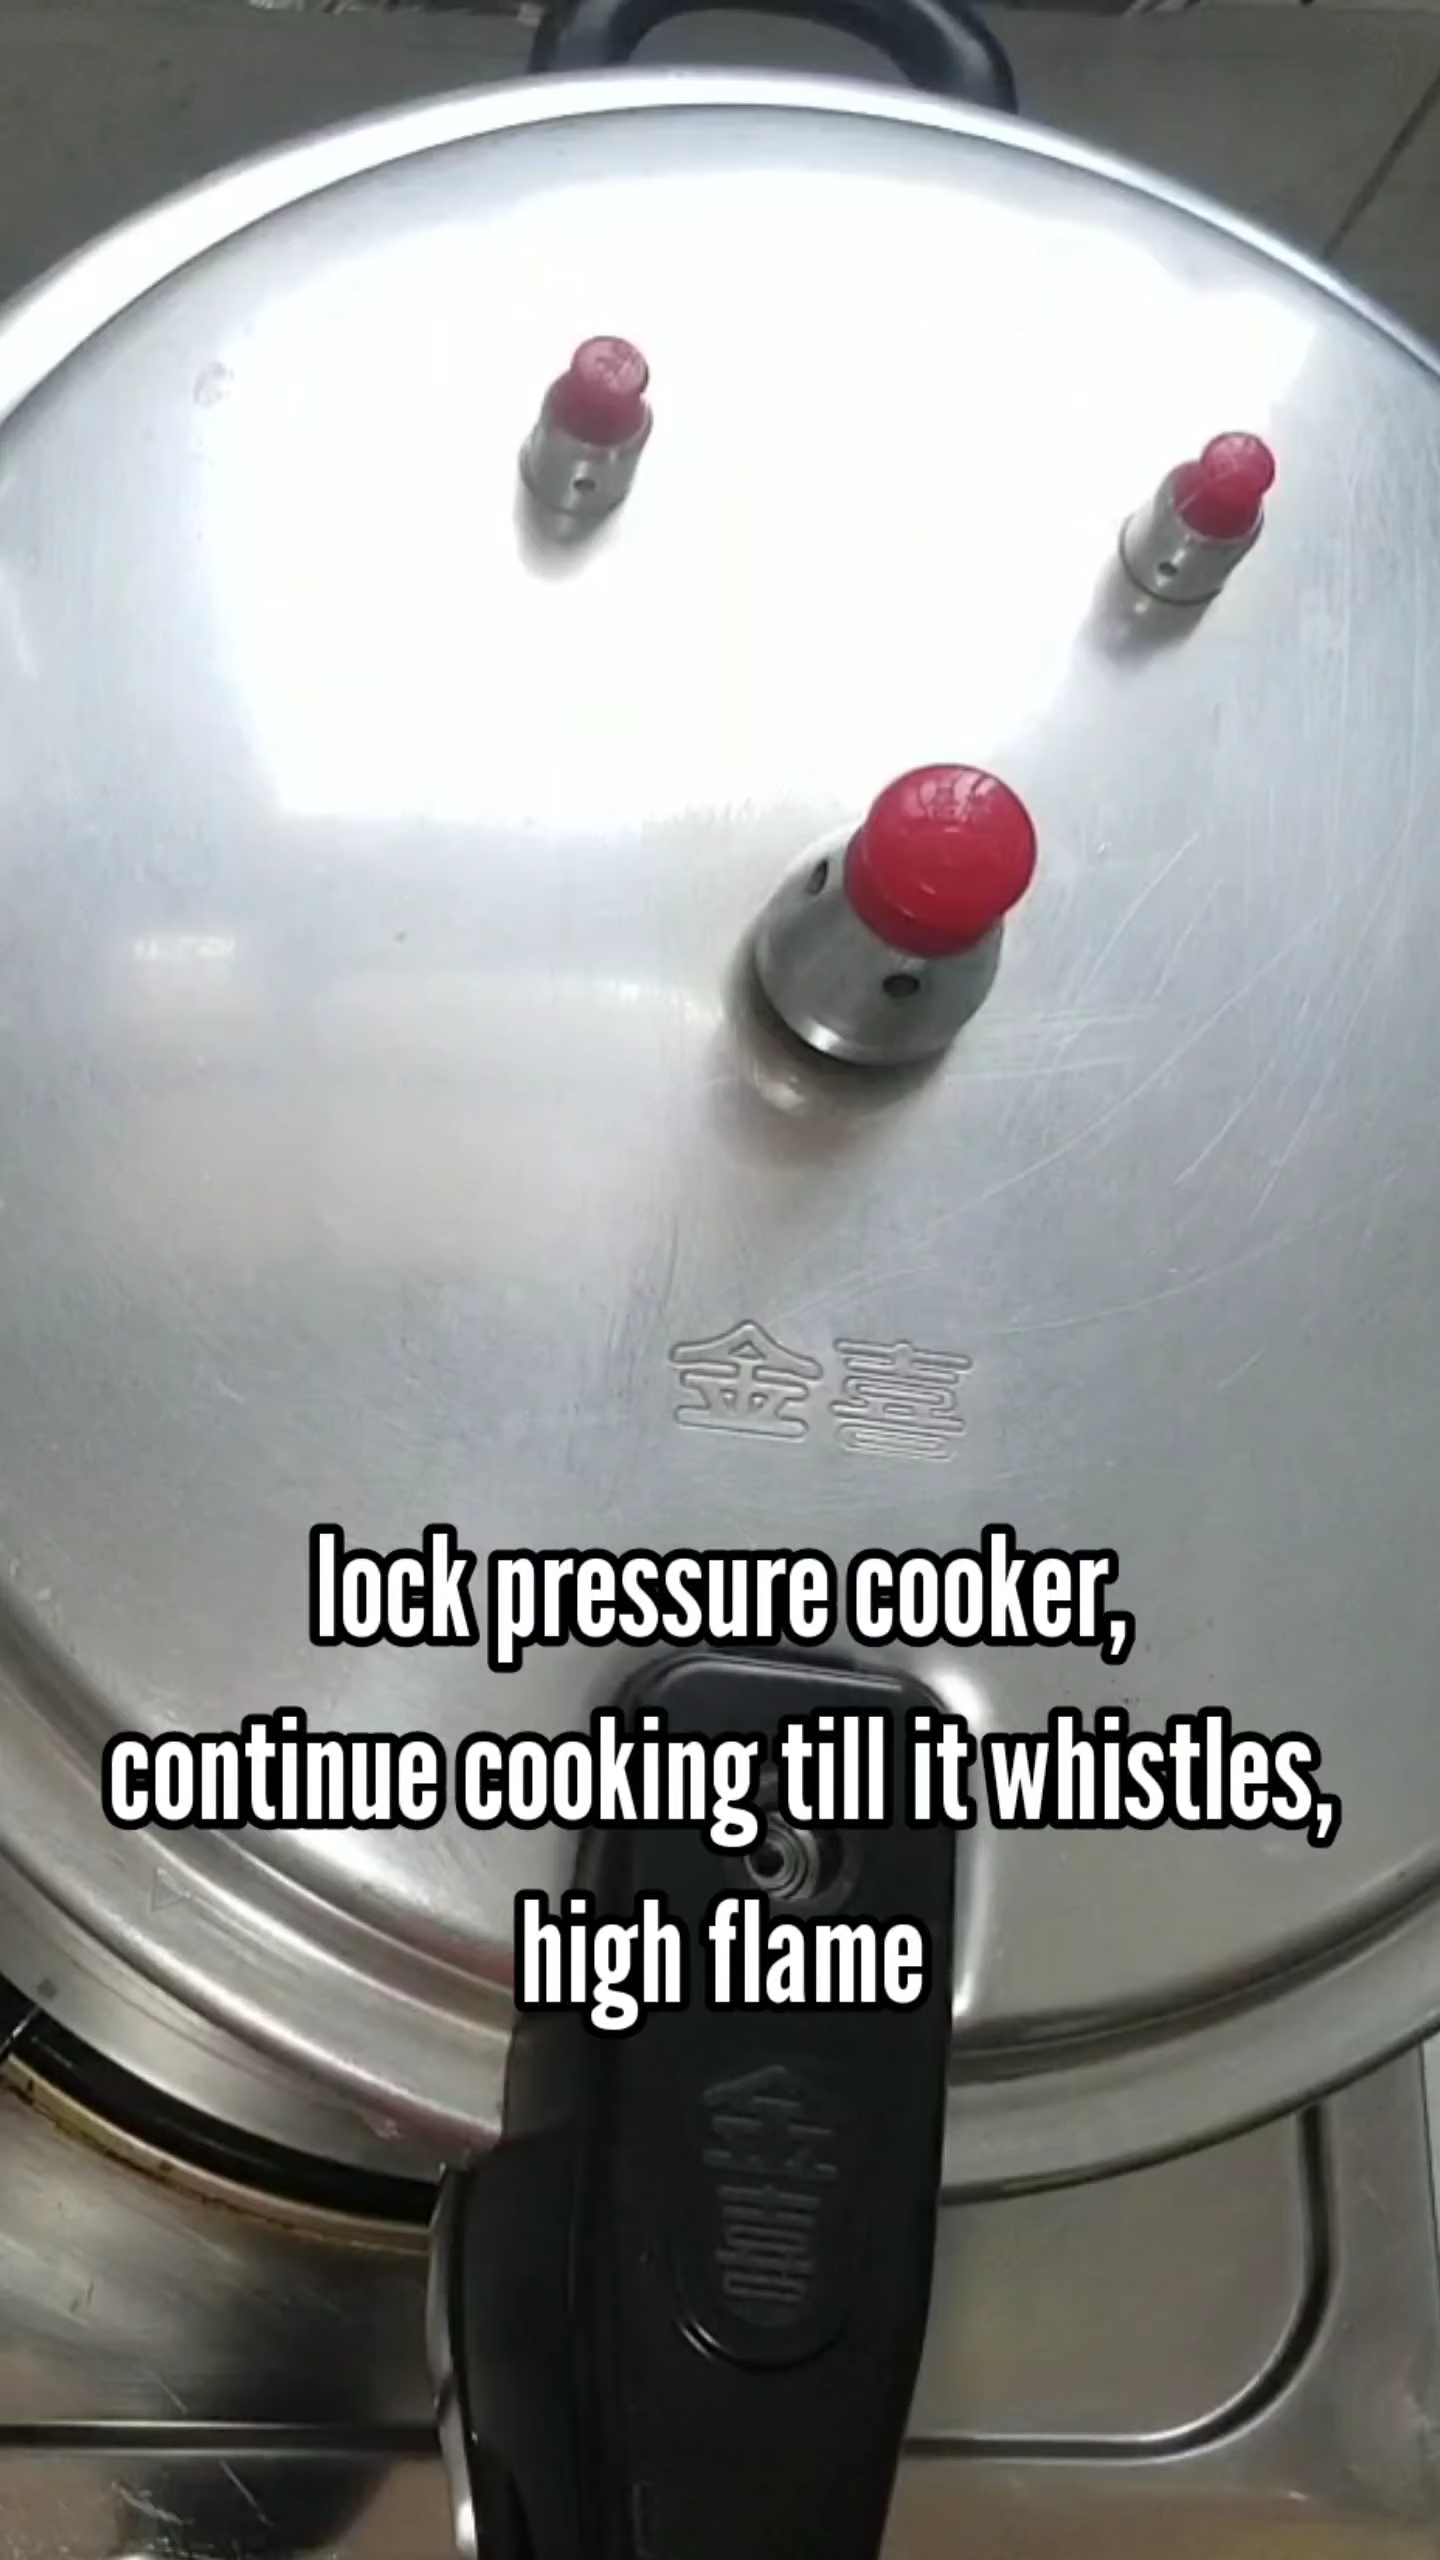 金喜
lock pressure cooker,
continue cooking till it whistles,
high flame